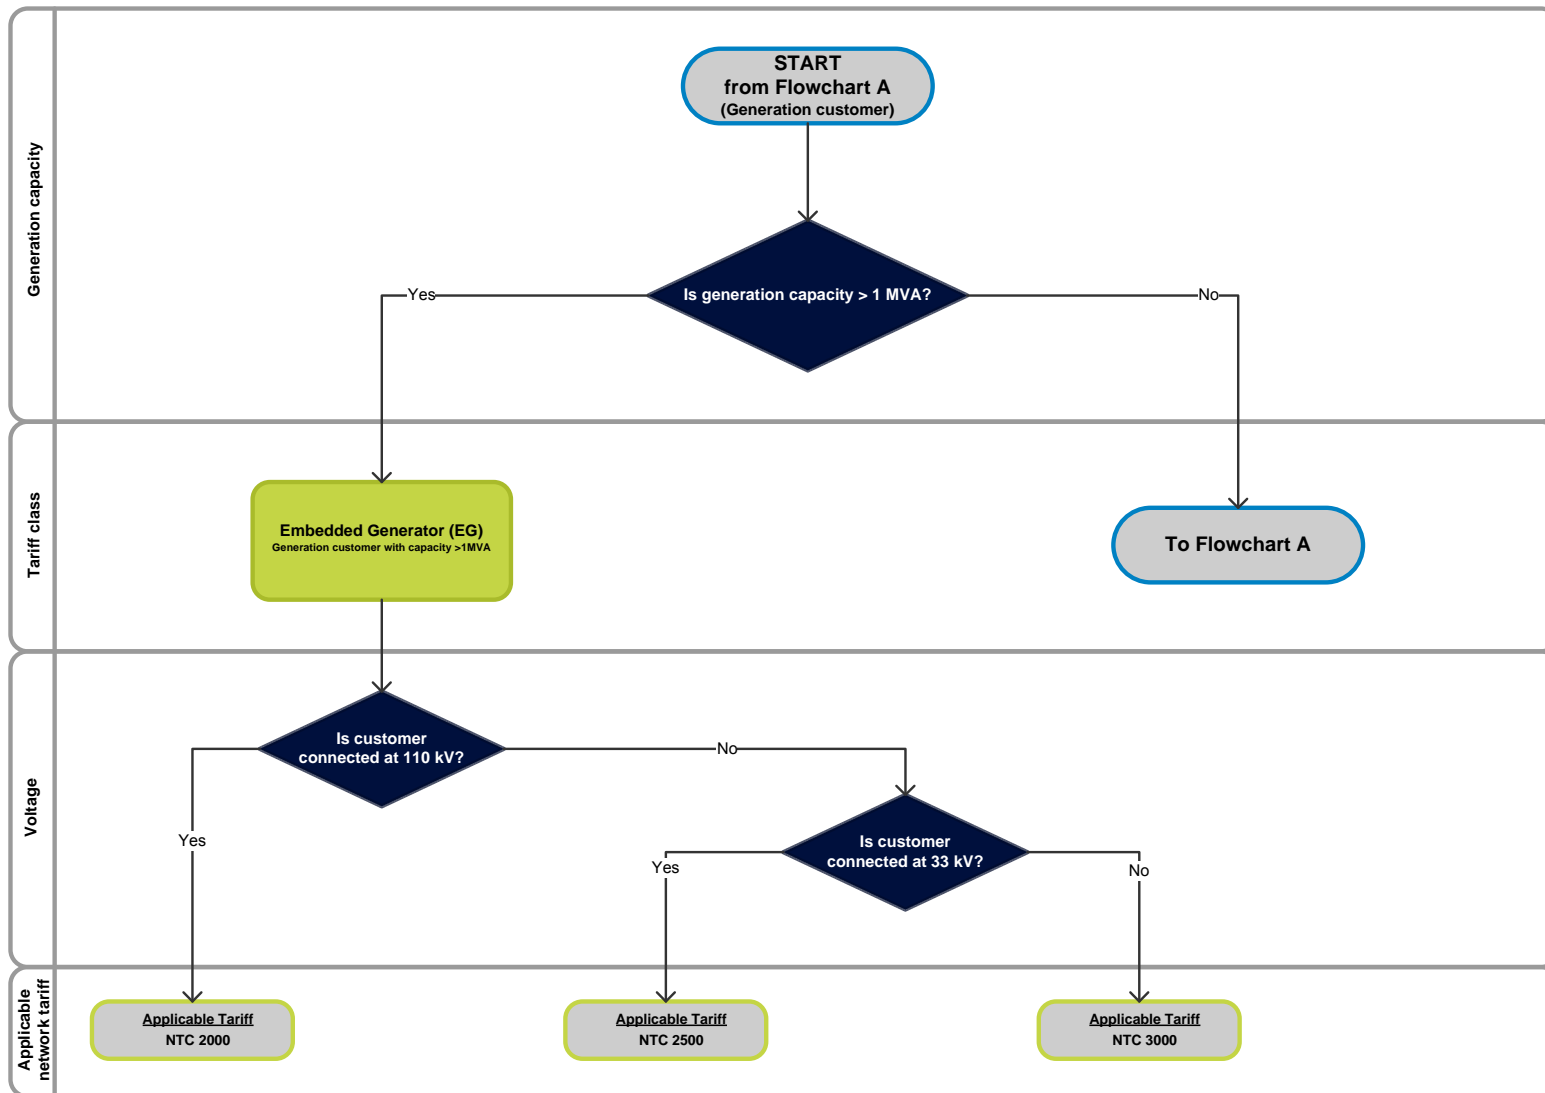 Generation capacity
START
from Flowchart A
(Generation customer)
Is generation capacity > 1 MVA?
Yes
No
Tariff class
Embedded Generator (EG)
Generation customer with capacity >1MVA
To Flowchart A
Voltage
Is customer
connected at 110 kV?
Yes
No
Is customer
connected at 33 kV?
Yes
No
Applicable
network tariff
Applicable Tariff
NTC 2000
Applicable Tariff
NTC 2500
Applicable Tariff
NTC 3000